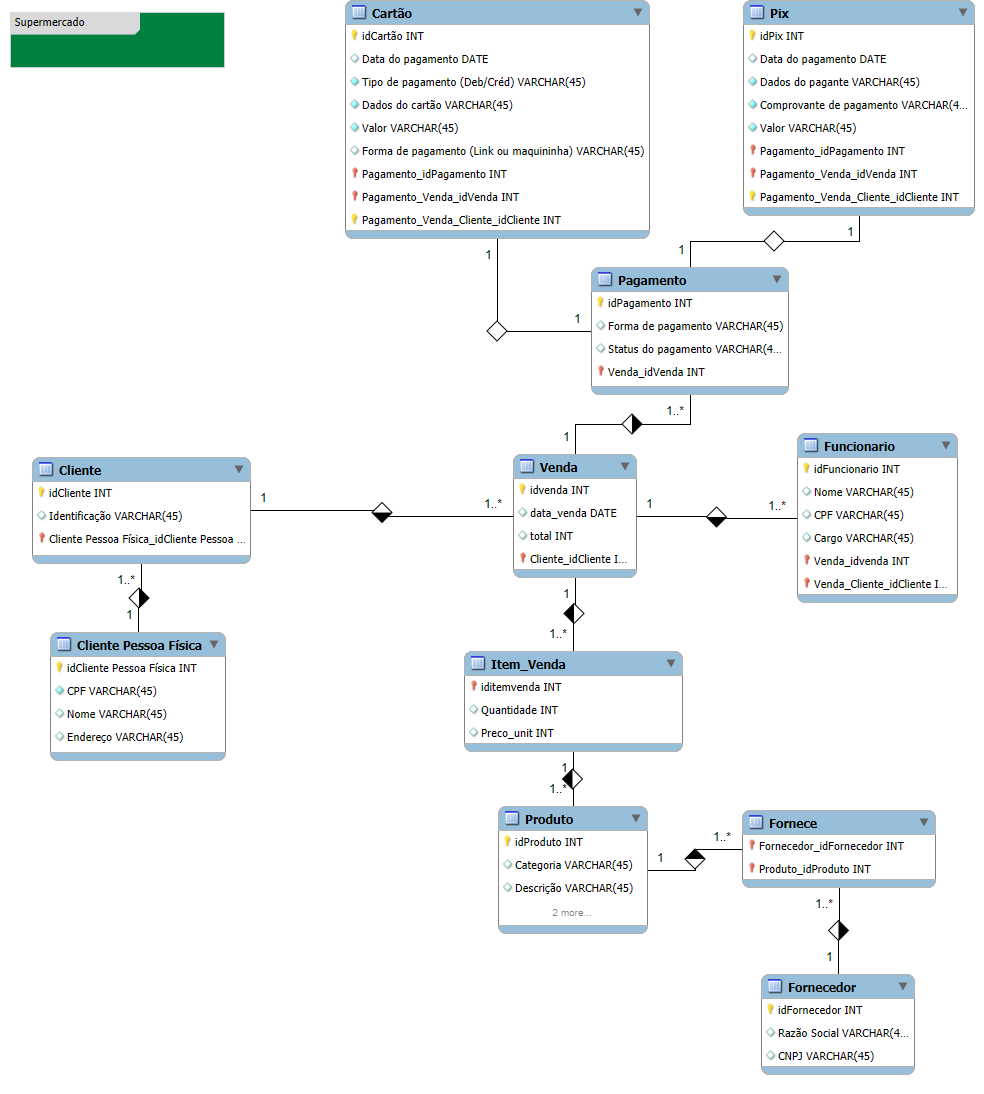 Supermercado
Cartão
idCartão INT
Data do pagamento DATE
Tipo de pagamento (Deb/Créd) VARCHAR(45)
Dados do cartão VARCHAR(45)
Valor VARCHAR(45)
Forma de pagamento (Link ou maquininha) VARCHAR(45)
Pagamento_idPagamento INT
Pagamento_Venda_idVenda INT
Pagamento_Venda_Cliente_idCliente INT
Pix
idPix INT
Data do pagamento DATE
Dados do pagante VARCHAR(45)
Comprovante de pagamento VARCHAR(4...
Valor VARCHAR(45)
Pagamento_idPagamento INT
Pagamento_Venda_idVenda INT
Pagamento_Venda_Cliente_idCliente INT
1
1
1
1
Pagamento
idPagamento INT
Forma de pagamento VARCHAR(45)
Status do pagamento VARCHAR(4...
Venda_idVenda INT
1..*
1
Cliente
idCliente INT
Identificação VARCHAR(45)
Cliente Pessoa Física_idCliente Pessoa ...
1
1..*
Venda
idvenda INT
data_venda DATE
total INT
Cliente_idCliente I...
1
1..*
Funcionario
idFuncionario INT
Nome VARCHAR(45)
CPF VARCHAR(45)
Cargo VARCHAR(45)
Venda_idvenda INT
Venda_Cliente_idCliente I...
1..*
1
Cliente Pessoa Física
idCliente Pessoa Física INT
CPF VARCHAR(45)
Nome VARCHAR(45)
Endereço VARCHAR(45)
1
1..*
Item_Venda
iditemvenda INT
Quantidade INT
Preco_unit INT
1
1..*
Produto
idProduto INT
Categoria VARCHAR(45)
Descrição VARCHAR(45)
2 more...
1
1..*
Fornece
Fornecedor_idFornecedor INT
Produto_idProduto INT
1..*
1
Fornecedor
idFornecedor INT
Razão Social VARCHAR(4...
CNPJ VARCHAR(45)